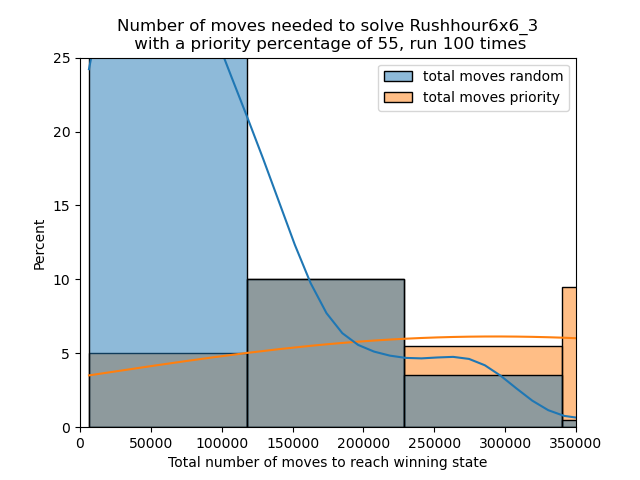 Number of moves needed to solve Rushhour6x6_3
with a priority percentage of 55, run 100 times
total moves random
total moves priority
25
20
15
10
5
0
Percent
0 50000 100000 150000 200000 250000 300000 350000
Total number of moves to reach winning state